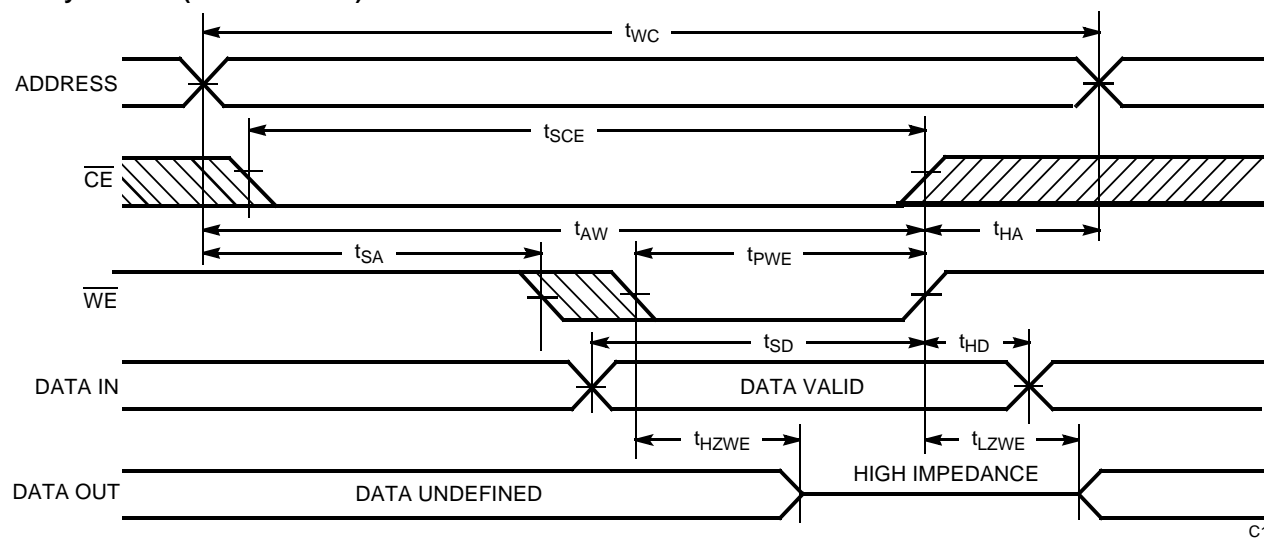 tWC
ADDRESS
tSCE
CE
tAW
tHA
tSA
tPWE
WE
tSD
tHD
DATA IN
DATA VALID
tHZWE
tLZWE
HIGH IMPEDANCE
DATA OUT
DATA UNDEFINED